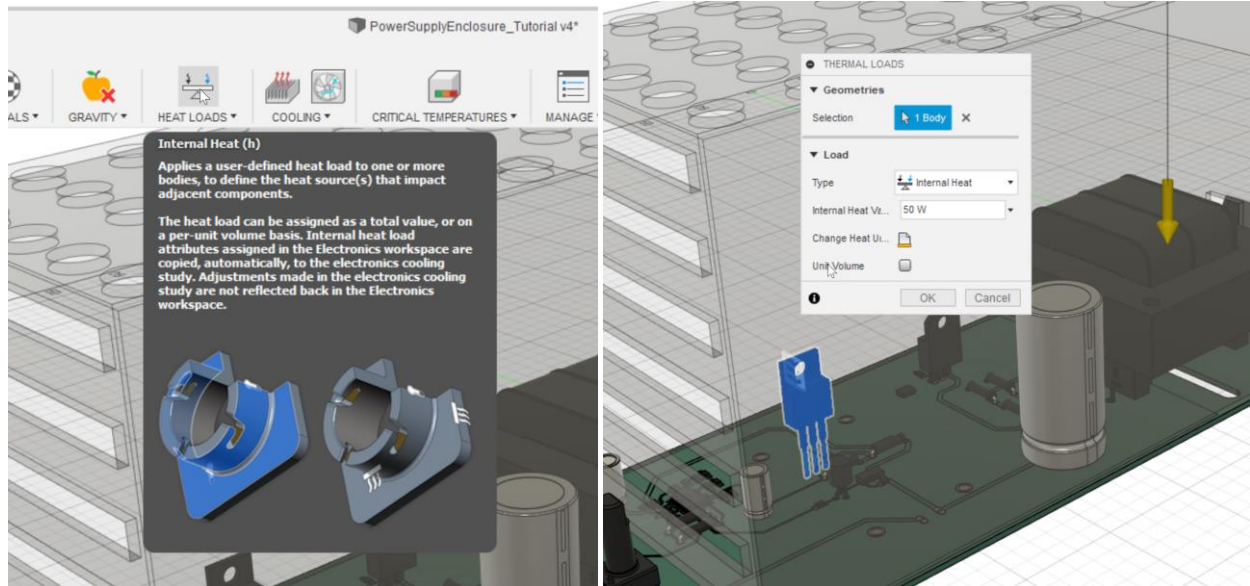 PowerSupplyEnclosure_Tutorial v4*
ALS
GRAVITY
HEAT LOADS
COOLING
CRITICAL TEMPERATURES
MANAGE
Internal Heat (h)
Applies a user-defined heat load to one or more
bodies, to define the heat source(s) that impact
adjacent components.
The heat load can be assigned as a total value, or on
a per-unit volume basis. Internal heat load
attributes assigned in the Electronics workspace are
copied, automatically, to the electronics cooling
study. Adjustments made in the electronics cooling
study are not reflected back in the Electronics
workspace.
THERMAL LOADS
Geometries
Selection 1 Body
Load
Type Internal Heat
Internal Heat Va... 50 W
Change Heat Un...
Unit Volume
OK Cancel